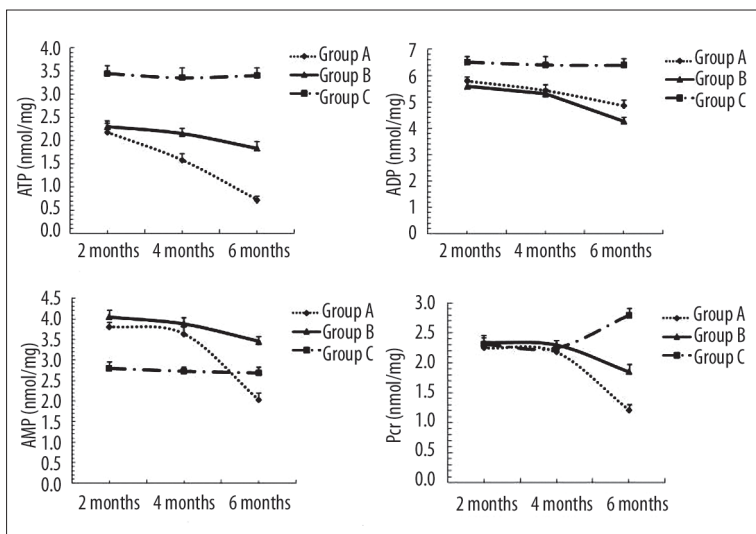 ATP (nmol/mg)
4.0
3.5
3.0
2.5
2.0
1.5
1.0
0.5
0.0
2 months 4 months 6 months
Group A
Group B
Group C
ADP (nmol/mg)
7
6
5
4
3
2
1
0
2 months 4 months 6 months
Group A
Group B
Group C
AMP (nmol/mg)
4.5
4.0
3.5
3.0
2.5
2.0
1.5
1.0
0.5
0.0
2 months 4 months 6 months
Group A
Group B
Group C
Pcr (nmol/mg)
3.0
2.5
2.0
1.5
1.0
0.5
0.0
2 months 4 months 6 months
Group A
Group B
Group C